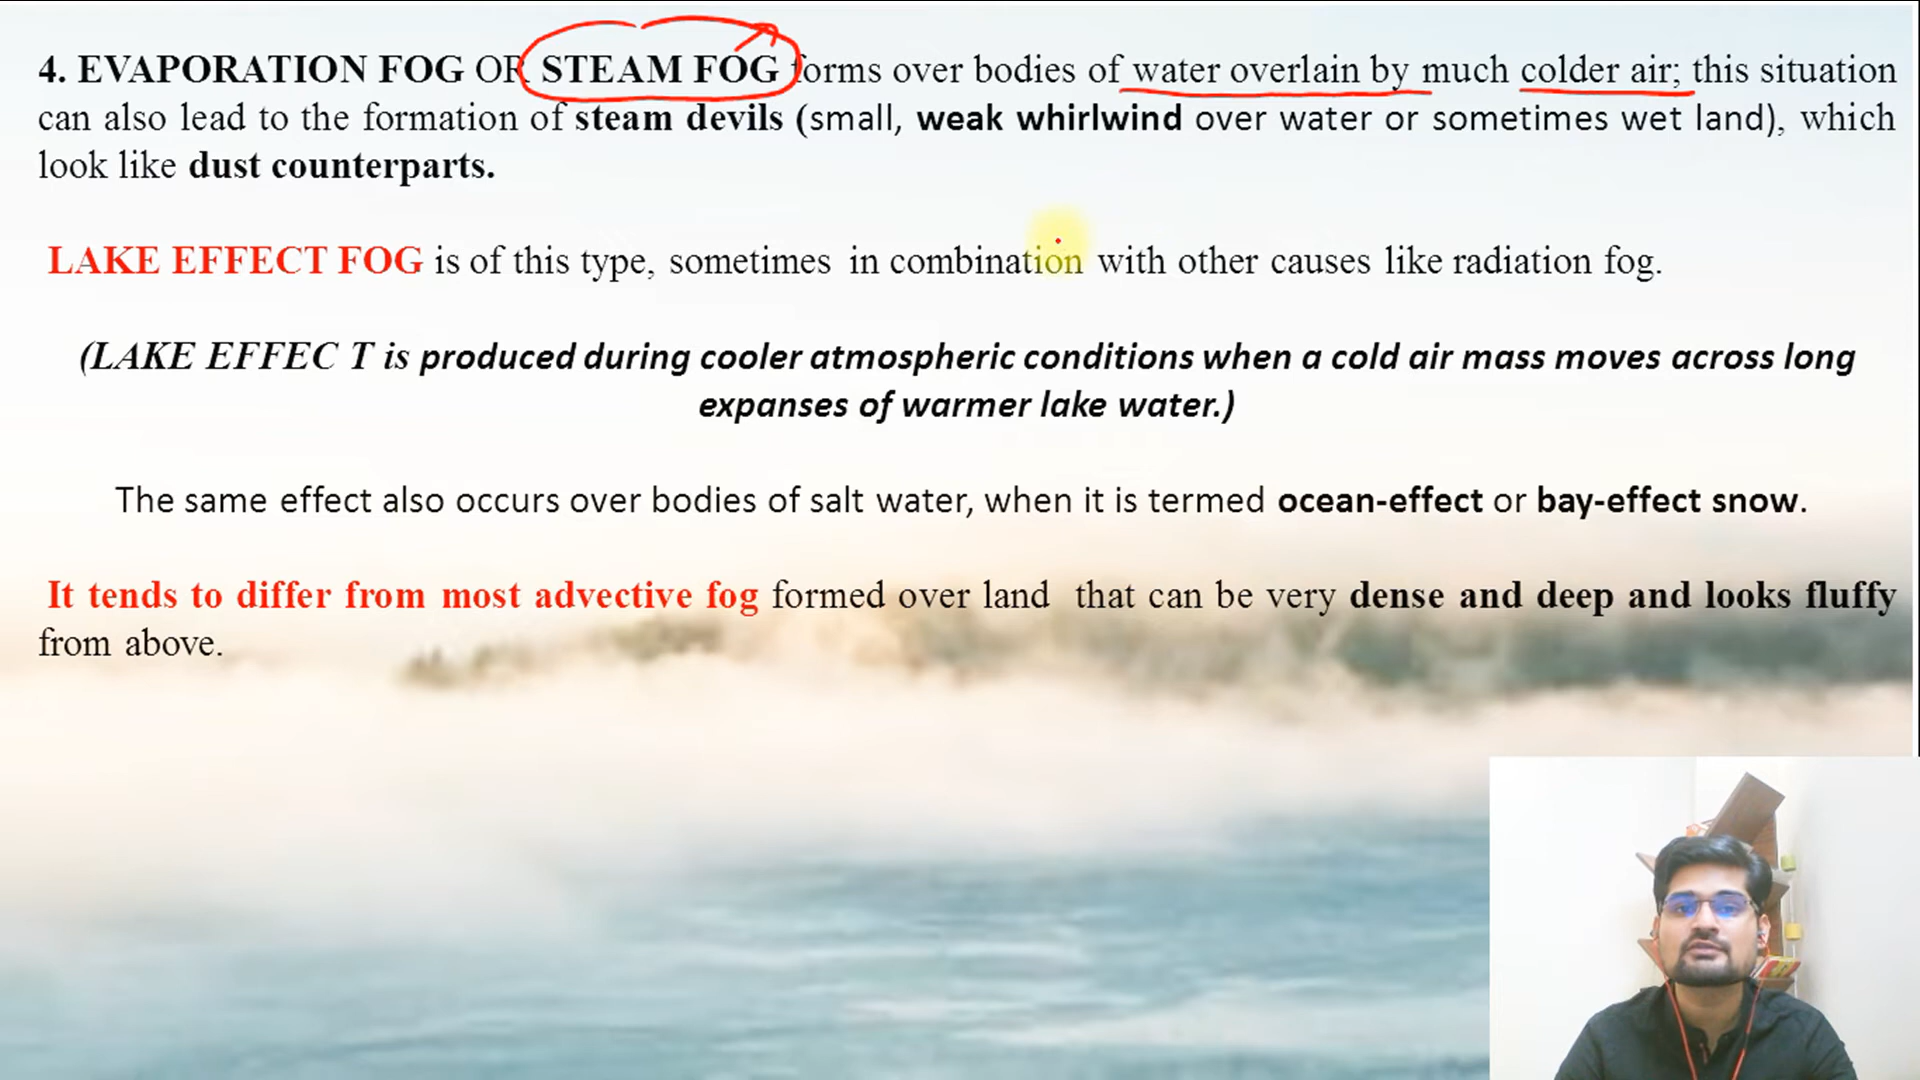 4. EVAPORATION FOG OR STEAM FOG forms over bodies of water overlain by much colder air; this situation
can also lead to the formation of steam devils (small, weak whirlwind over water or sometimes wet land), which
look like dust counterparts.
LAKE EFFECT FOG is of this type, sometimes in combination with other causes like radiation fog.
(LAKE EFFEC T is produced during cooler atmospheric conditions when a cold air mass moves across long
expanses of warmer lake water.)
The same effect also occurs over bodies of salt water, when it is termed ocean-effect or bay-effect snow.
It tends to differ from most advective fog formed over land that can be very dense and deep and looks fluffy
from above.